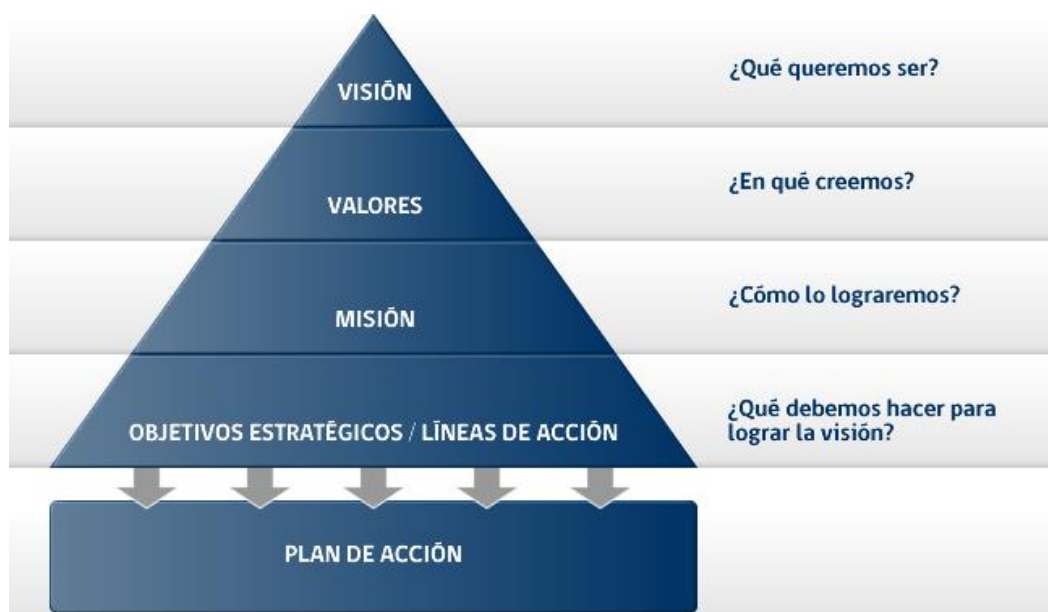 VISIÓN
¿Qué queremos ser?
VALORES
¿En qué creemos?
MISIÓN
¿Cómo lo lograremos?
OBJETIVOS ESTRATÉGICOS / LÍNEAS DE ACCIÓN
¿Qué debemos hacer para
lograr la visión?
PLAN DE ACCIÓN